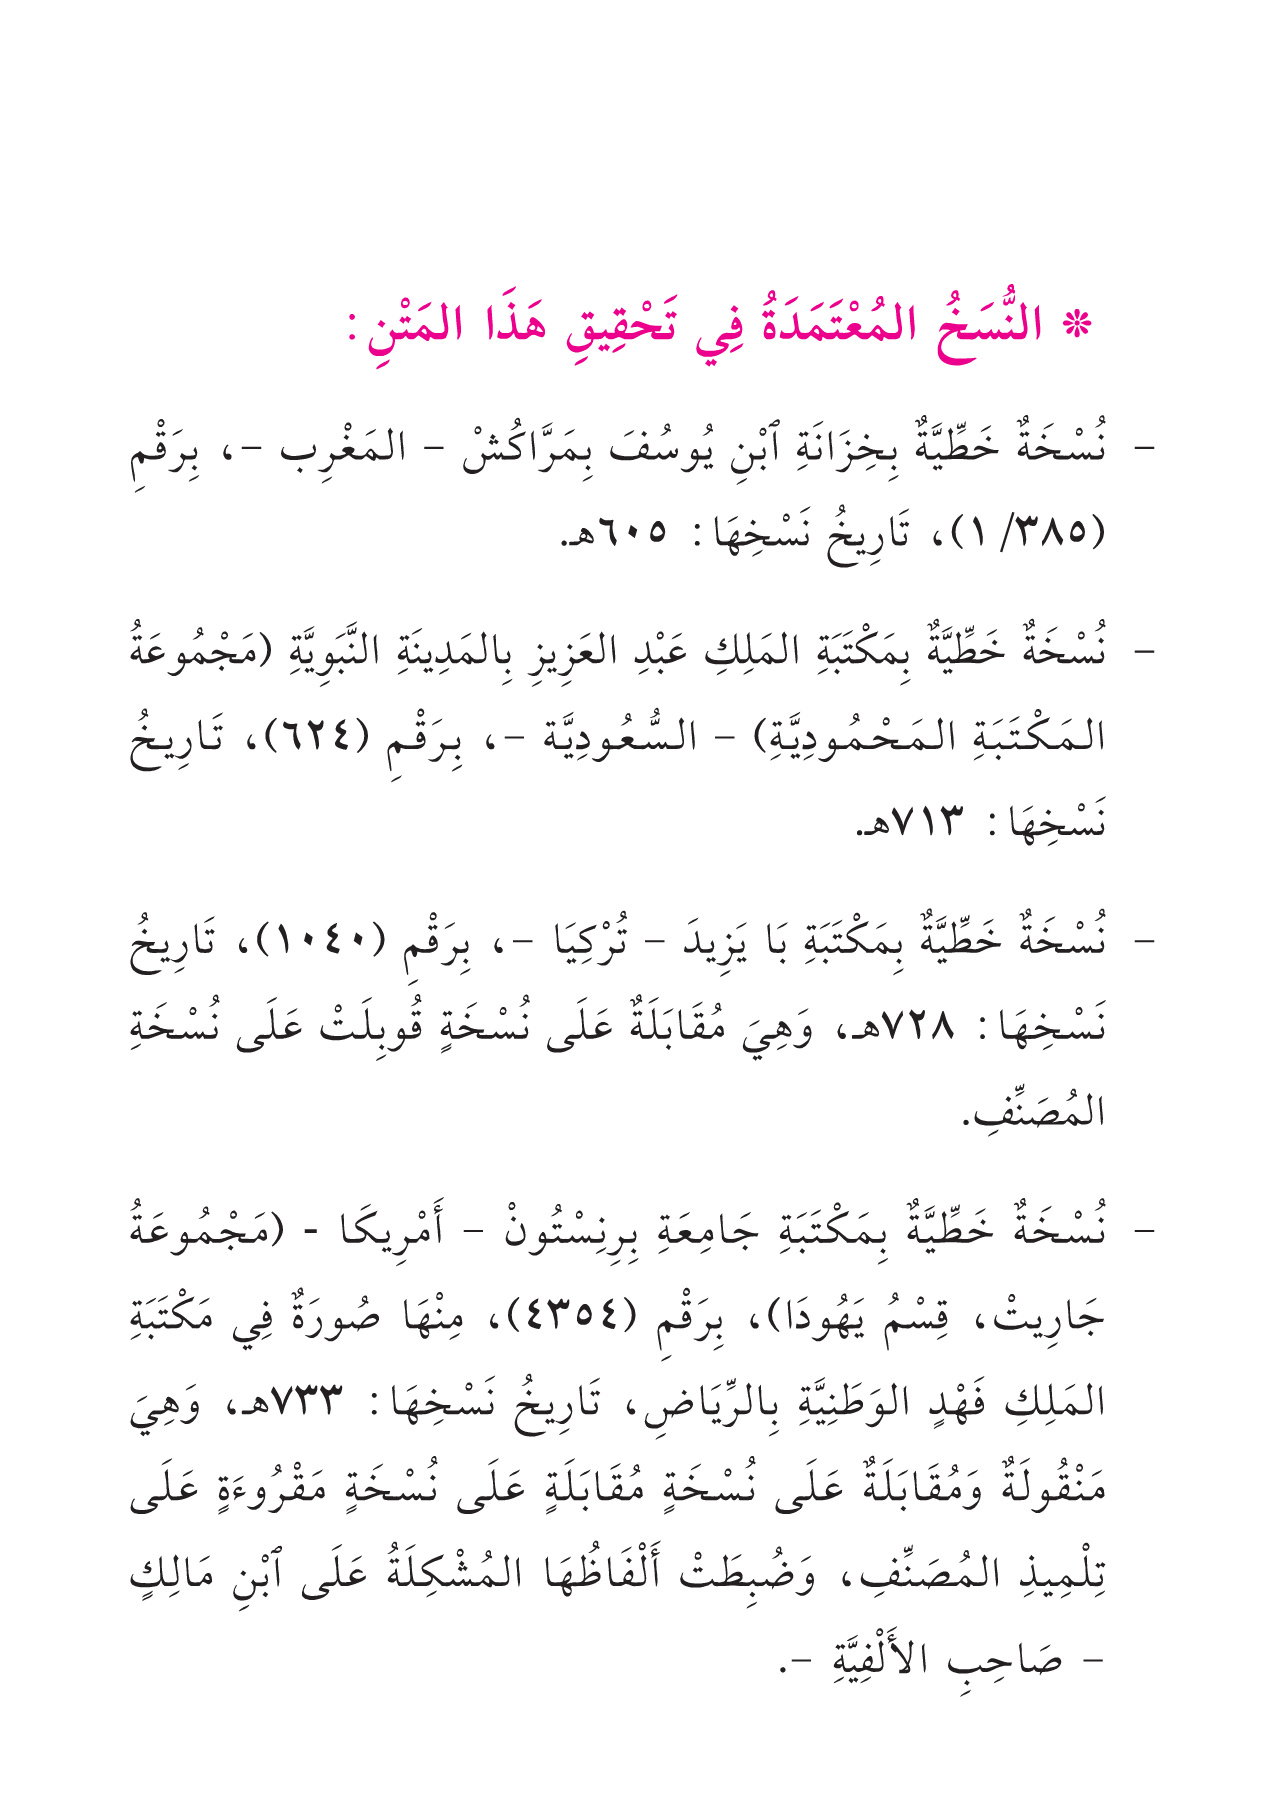 ❊ النُّسَخُ المُعْتَمَدَةُ فِي تَحْقِيقِ هَذَا المَتْنِ:
- نُسْخَةٌ خَطِّيَّةٌ بِخِزَانَةِ ٱبْنِ يُوسُفَ بِمَرَّاكُشْ - المَغْرِب -، بِرَقْمِ
(٣٨٥/ ١)، تَارِيخُ نَسْخِهَا: ٦٠٥هـ.
- نُسْخَةٌ خَطِّيَّةٌ بِمَكْتَبَةِ المَلِكِ عَبْدِ العَزِيزِ بِالمَدِينَةِ النَّبَوِيَّةِ (مَجْمُوعَةُ
المَكْتَبَةِ المَحْمُودِيَّةِ) - السُّعُودِيَّة -، بِرَقْمِ (٦٢٤)، تَارِيخُ
نَسْخِهَا: ٧١٣هـ.
- نُسْخَةٌ خَطِّيَّةٌ بِمَكْتَبَةِ بَا يَزِيدَ - تُرْكِيَا -، بِرَقْمِ (١٠٤٠)، تَارِيخُ
نَسْخِهَا: ٧٢٨هـ، وَهِيَ مُقَابَلَةٌ عَلَى نُسْخَةٍ قُوبِلَتْ عَلَى نُسْخَةِ
المُصَنِّفِ.
- نُسْخَةٌ خَطِّيَّةٌ بِمَكْتَبَةِ جَامِعَةِ بِرِنِسْتُونْ - أَمْرِيكَا - (مَجْمُوعَةُ
جَارِيتْ، قِسْمُ يَهُودَا)، بِرَقْمِ (٤٣٥٤)، مِنْهَا صُورَةٌ فِي مَكْتَبَةِ
المَلِكِ فَهْدٍ الوَطَنِيَّةِ بِالرِّيَاضِ، تَارِيخُ نَسْخِهَا: ٧٣٣هـ، وَهِيَ
مَنْقُولَةٌ وَمُقَابَلَةٌ عَلَى نُسْخَةٍ مُقَابَلَةٍ عَلَى نُسْخَةٍ مَقْرُوءَةٍ عَلَى
تِلْمِيذِ المُصَنِّفِ، وَضُبِطَتْ أَلْفَاظُهَا المُشْكِلَةُ عَلَى ٱبْنِ مَالِكٍ
- صَاحِبِ الأَلْفِيَّةِ -.